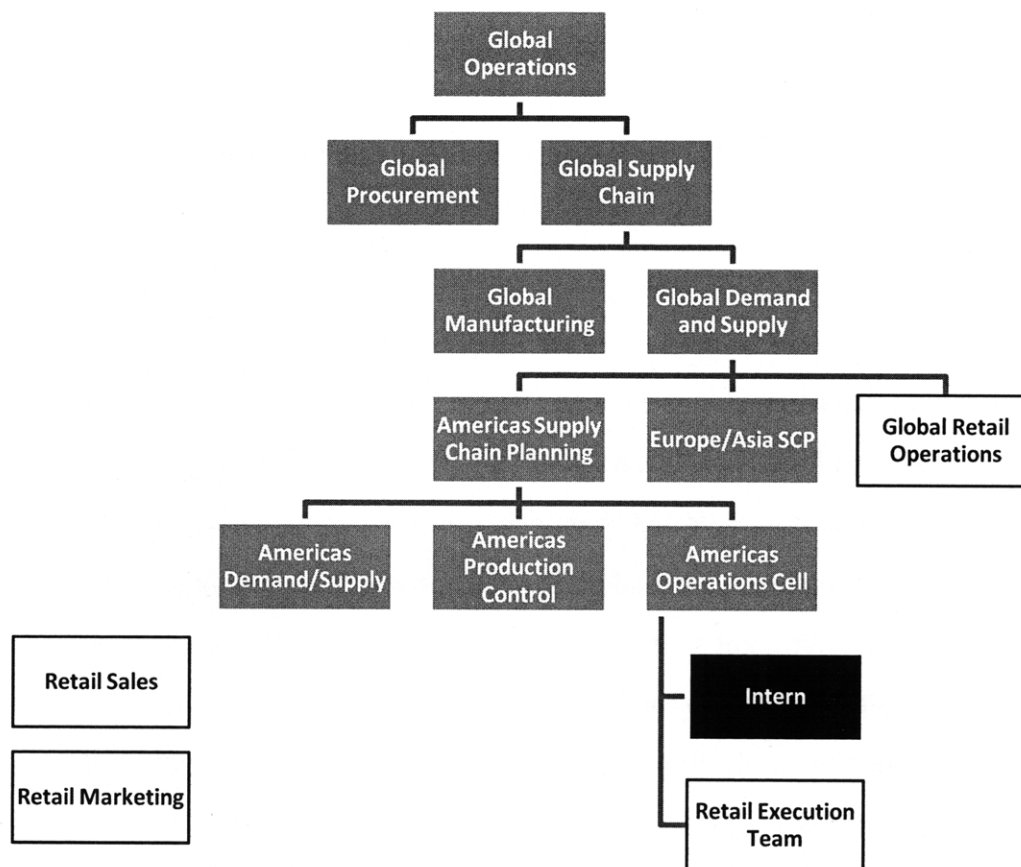 Global
Operations
Global
Procurement
Global Supply
Chain
Global
Manufacturing
Global Demand
and Supply
Americas Supply
Chain Planning
Europe/Asia SCP
Global Retail
Operations
Americas
Demand/Supply
Americas
Production
Control
Americas
Operations Cell
Retail Sales
Intern
Retail Marketing
Retail Execution
Team